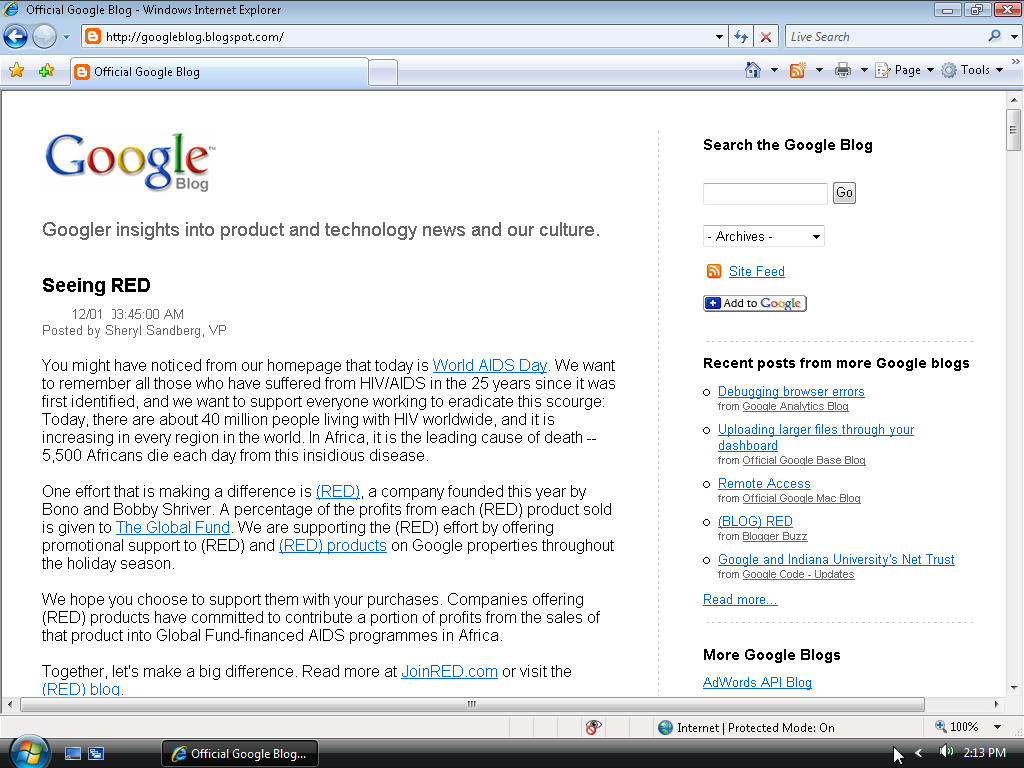 Official Google Blog - Windows Internet Explorer
http://googleblog.blogspot.com/
Live Search
Official Google Blog
Page
Tools
Google™
Blog
Googler insights into product and technology news and our culture.
Seeing RED
12/01 03:45:00 AM
Posted by Sheryl Sandberg, VP
You might have noticed from our homepage that today is World AIDS Day. We want
to remember all those who have suffered from HIV/AIDS in the 25 years since it was
first identified, and we want to support everyone working to eradicate this scourge:
Today, there are about 40 million people living with HIV worldwide, and it is
increasing in every region in the world. In Africa, it is the leading cause of death --
5,500 Africans die each day from this insidious disease.
One effort that is making a difference is (RED), a company founded this year by
Bono and Bobby Shriver. A percentage of the profits from each (RED) product sold
is given to The Global Fund. We are supporting the (RED) effort by offering
promotional support to (RED) and (RED) products on Google properties throughout
the holiday season.
We hope you choose to support them with your purchases. Companies offering
(RED) products have committed to contribute a portion of profits from the sales of
that product into Global Fund-financed AIDS programmes in Africa.
Together, let's make a big difference. Read more at JoinRED.com or visit the
(RED) blog.
Search the Google Blog
Go
- Archives -
Site Feed
Add to Google
Recent posts from more Google blogs
Debugging browser errors
from Google Analytics Blog
Uploading larger files through your
dashboard
from Official Google Base Blog
Remote Access
from Official Google Mac Blog
(BLOG) RED
from Blogger Buzz
Google and Indiana University's Net Trust
from Google Code - Updates
Read more...
More Google Blogs
AdWords API Blog
Internet | Protected Mode: On
100%
Official Google Blog...
2:13 PM